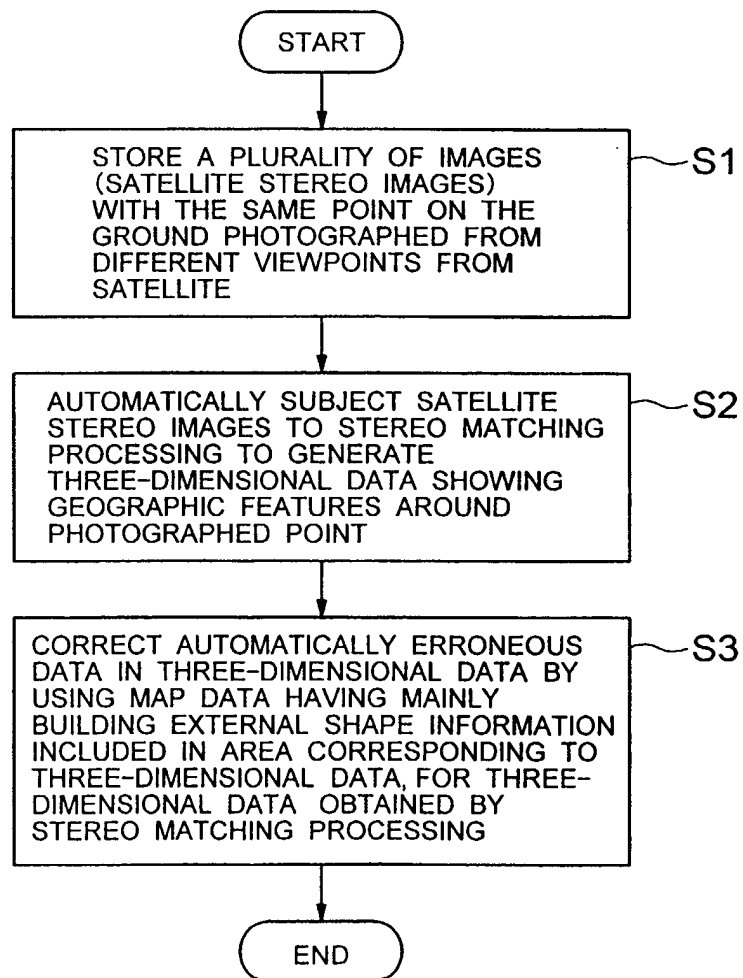 START
STORE A PLURALITY OF IMAGES
(SATELLITE STEREO IMAGES)
WITH THE SAME POINT ON THE
GROUND PHOTOGRAPHED FROM
DIFFERENT VIEWPOINTS FROM
SATELLITE
S1
AUTOMATICALLY SUBJECT SATELLITE
STEREO IMAGES TO STEREO MATCHING
PROCESSING TO GENERATE
THREE-DIMENSIONAL DATA SHOWING
GEOGRAPHIC FEATURES AROUND
PHOTOGRAPHED POINT
S2
CORRECT AUTOMATICALLY ERRONEOUS
DATA IN THREE-DIMENSIONAL DATA BY
USING MAP DATA HAVING MAINLY
BUILDING EXTERNAL SHAPE INFORMATION
INCLUDED IN AREA CORRESPONDING TO
THREE-DIMENSIONAL DATA, FOR THREE-
DIMENSIONAL DATA OBTAINED BY
STEREO MATCHING PROCESSING
S3
END